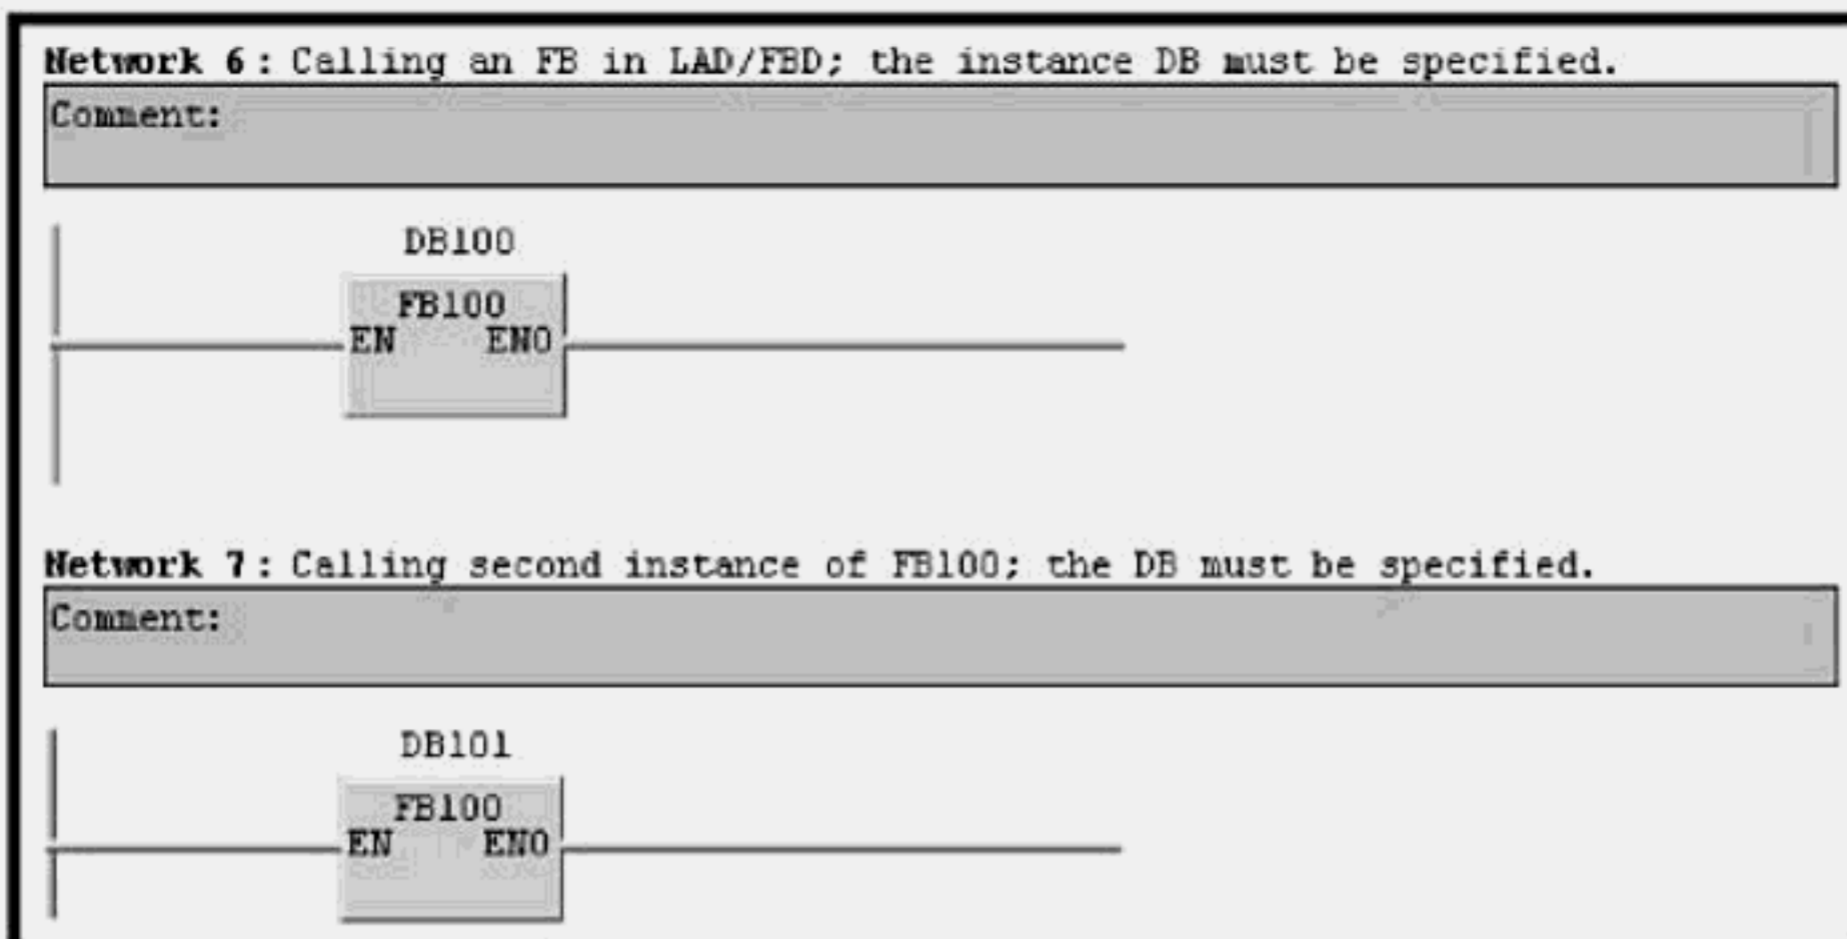 Network 6: Calling an FB in LAD/FBD; the instance DB must be specified.
Comment:
DB100
FB100
EN ENO
Network 7: Calling second instance of FB100; the DB must be specified.
Comment:
DB101
FB100
EN ENO